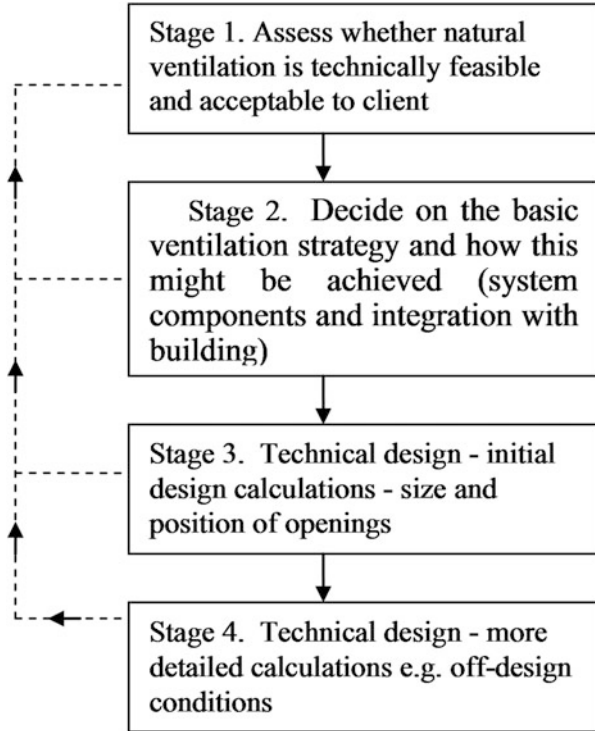 Stage 1. Assess whether natural
ventilation is technically feasible
and acceptable to client
Stage 2. Decide on the basic
ventilation strategy and how this
might be achieved (system
components and integration with
building)
Stage 3. Technical design - initial
design calculations - size and
position of openings
Stage 4. Technical design - more
detailed calculations e.g. off-design
conditions